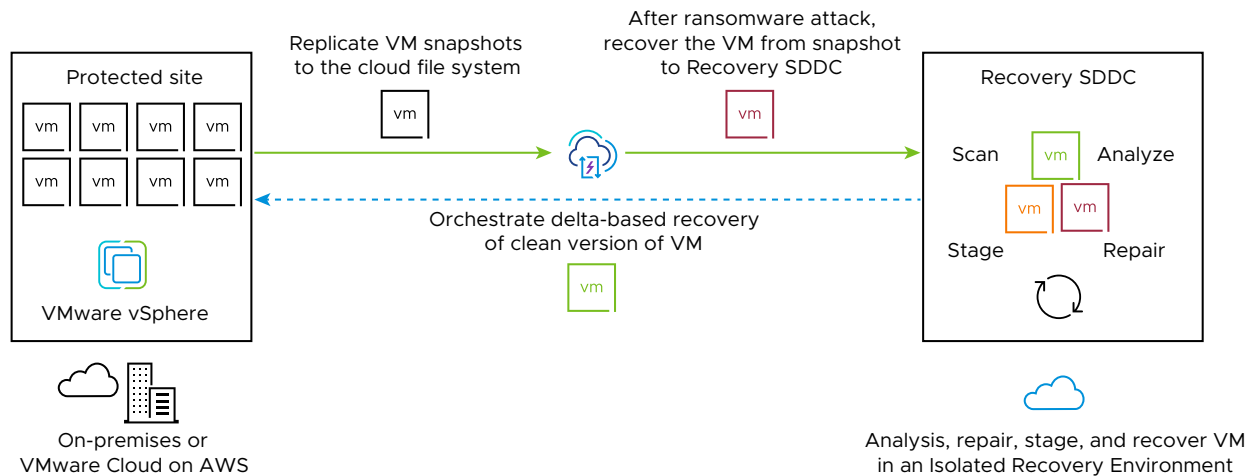 Protected site
vm vm vm vm
vm vm vm vm
VMware vSphere
On-premises or
VMware Cloud on AWS
Replicate VM snapshots
to the cloud file system
vm
After ransomware attack,
recover the VM from snapshot
to Recovery SDDC
vm
Orchestrate delta-based recovery
of clean version of VM
vm
Recovery SDDC
Scan
vm
Analyze
vm
vm
Stage
Repair
Analysis, repair, stage, and recover VM
in an Isolated Recovery Environment